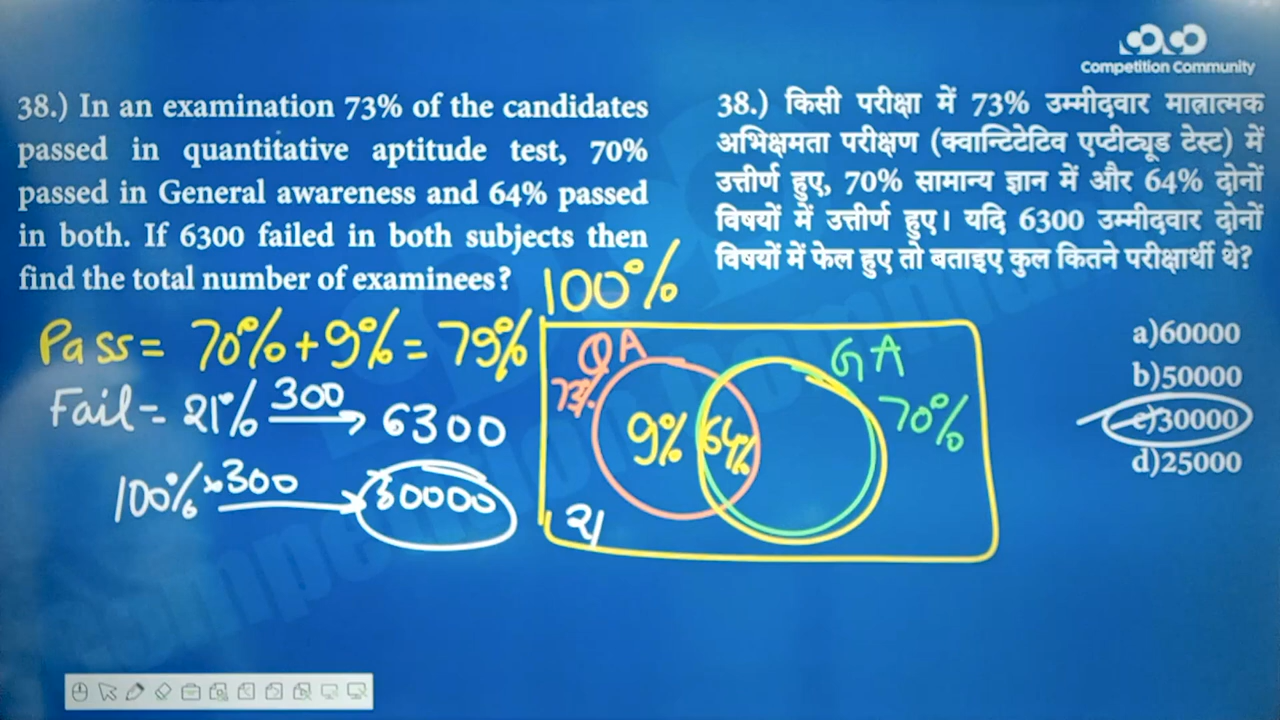 Competition Community
38.) In an examination 73% of the candidates
passed in quantitative aptitude test, 70%
passed in General awareness and 64% passed
in both. If 6300 failed in both subjects then
find the total number of examinees?
38.) किसी परीक्षा में 73% उम्मीदवार मात्रात्मक
अभिक्षमता परीक्षण (क्वान्टिटेटिव एप्टीट्यूड टेस्ट) में
उत्तीर्ण हुए, 70% सामान्य ज्ञान में और 64% दोनों
विषयों में उत्तीर्ण हुए। यदि 6300 उम्मीदवार दोनों
विषयों में फेल हुए तो बताइए कुल कितने परीक्षार्थी थे?
a)60000
b)50000
c)30000
d)25000
100%
Pass = 70% + 9% = 79%
Fail = 21% 300 → 6300
100% × 300 → 30000
QA
73%
GA
70%
9%
64%
21